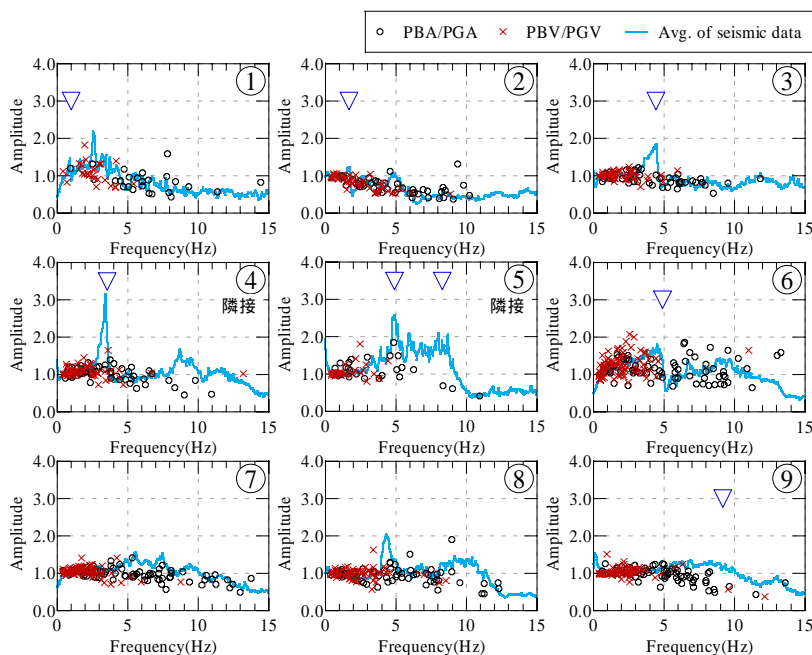 PBA/PGA PBV/PGV Avg. of seismic data
4.0 3.0 2.0 1.0 0.0
Amplitude
①
0 5 10 15
Frequency(Hz)
4.0 3.0 2.0 1.0 0.0
Amplitude
②
0 5 10 15
Frequency(Hz)
4.0 3.0 2.0 1.0 0.0
Amplitude
③
0 5 10 15
Frequency(Hz)
4.0 3.0 2.0 1.0 0.0
Amplitude
④
隣接
0 5 10 15
Frequency(Hz)
4.0 3.0 2.0 1.0 0.0
Amplitude
⑤
隣接
0 5 10 15
Frequency(Hz)
4.0 3.0 2.0 1.0 0.0
Amplitude
⑥
0 5 10 15
Frequency(Hz)
4.0 3.0 2.0 1.0 0.0
Amplitude
⑦
0 5 10 15
Frequency(Hz)
4.0 3.0 2.0 1.0 0.0
Amplitude
⑧
0 5 10 15
Frequency(Hz)
4.0 3.0 2.0 1.0 0.0
Amplitude
⑨
0 5 10 15
Frequency(Hz)